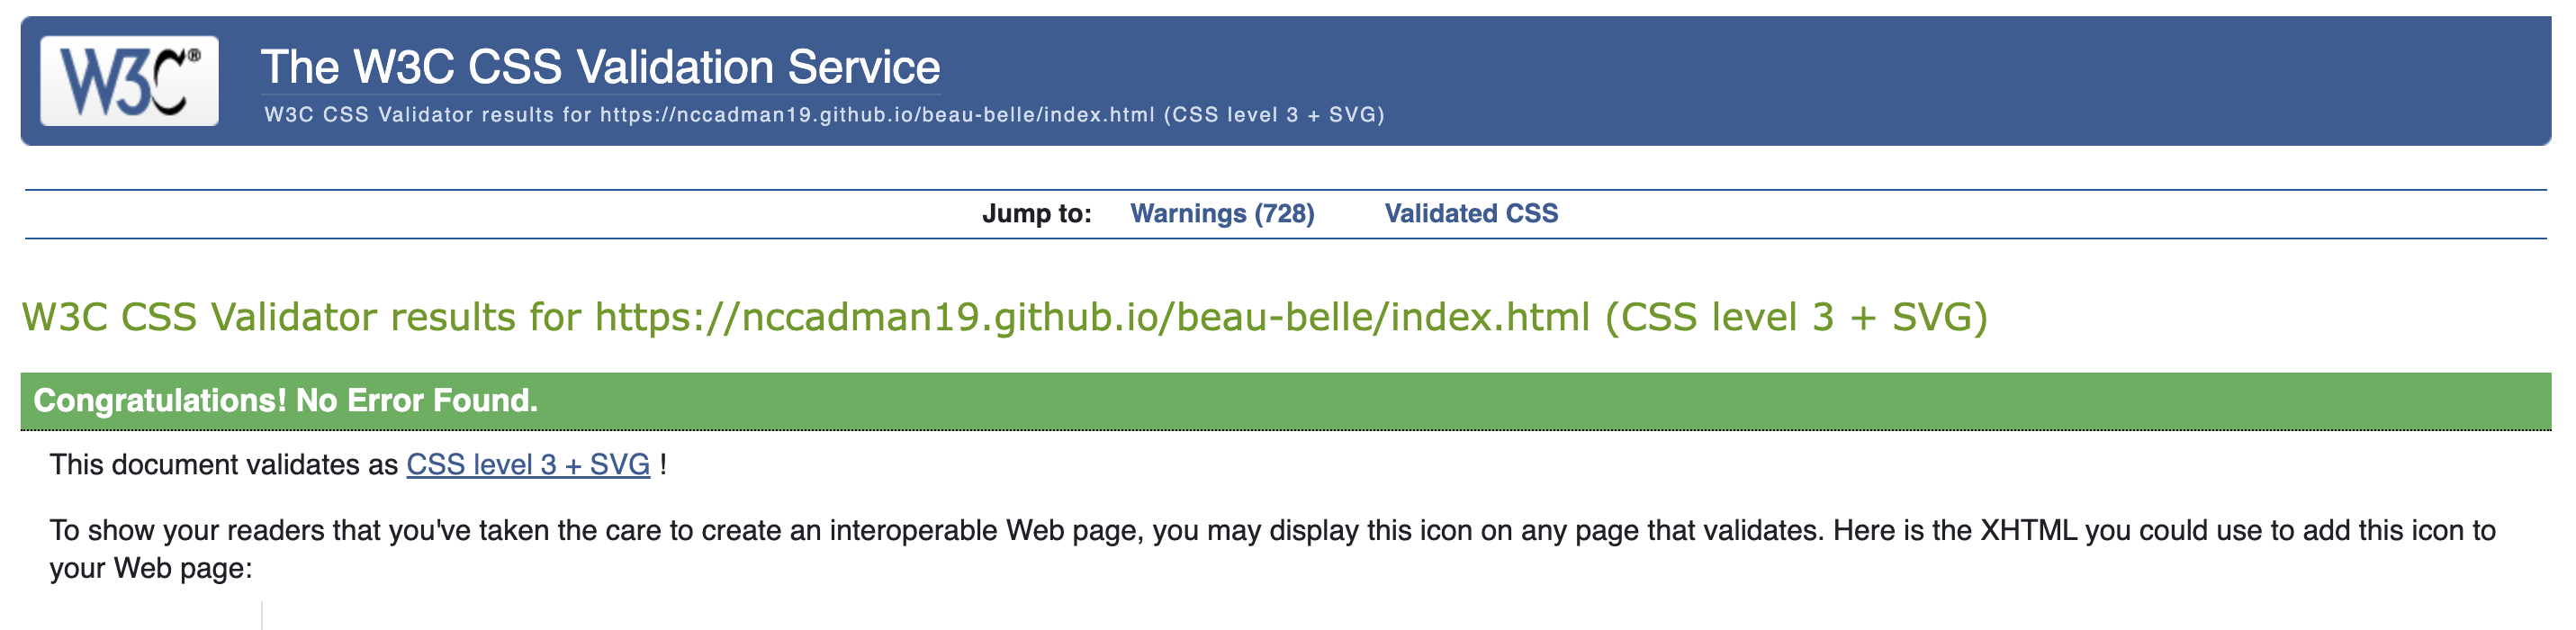 W3C®
The W3C CSS Validation Service
W3C CSS Validator results for https://nccadman19.github.io/beau-belle/index.html (CSS level 3 + SVG)
Jump to: Warnings (728) Validated CSS
W3C CSS Validator results for https://nccadman19.github.io/beau-belle/index.html (CSS level 3 + SVG)
Congratulations! No Error Found.
This document validates as CSS level 3 + SVG !
To show your readers that you've taken the care to create an interoperable Web page, you may display this icon on any page that validates. Here is the XHTML you could use to add this icon to
your Web page: